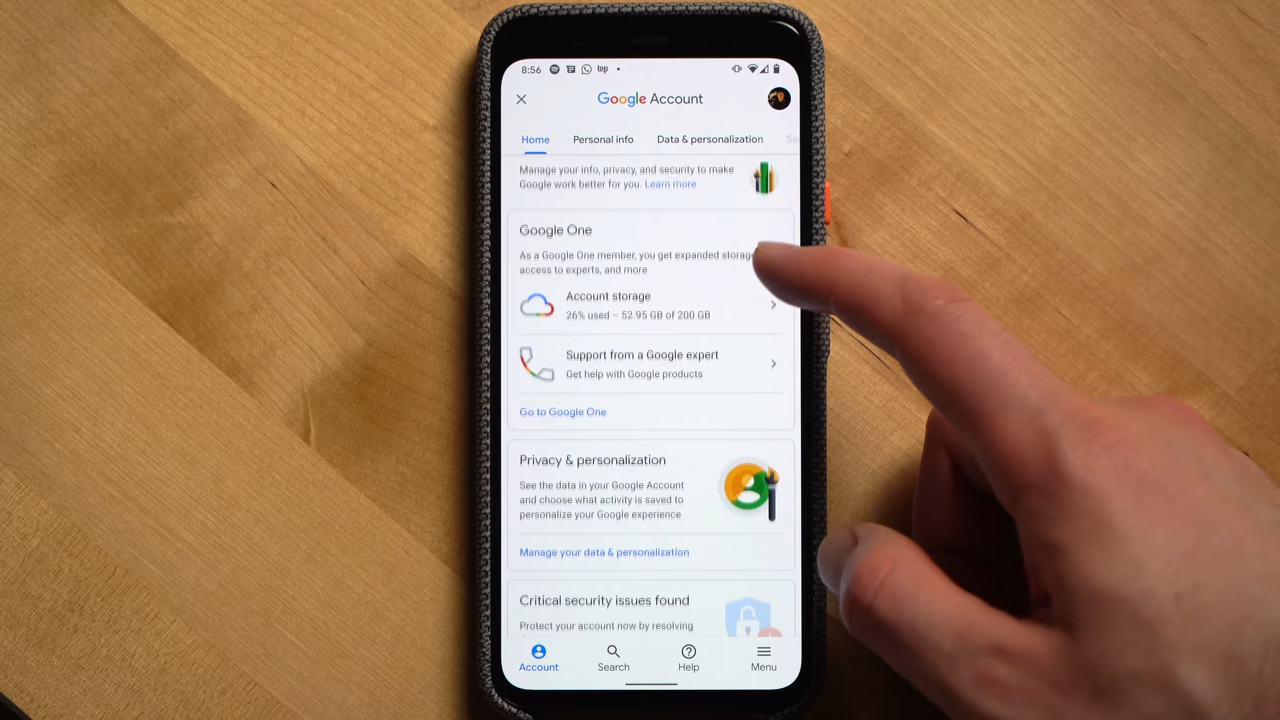 8:56
Google Account
Home Personal info Data & personalization
Manage your info, privacy, and security to make
Google work better for you. Learn more
Google One
As a Google One member, you get expanded storage
access to experts, and more
Account storage
26% used – 52.95 GB of 200 GB
Support from a Google expert
Get help with Google products
Go to Google One
Privacy & personalization
See the data in your Google Account
and choose what activity is saved to
personalize your Google experience
Manage your data & personalization
Critical security issues found
Protect your account now by resolving
Account Search Help Menu